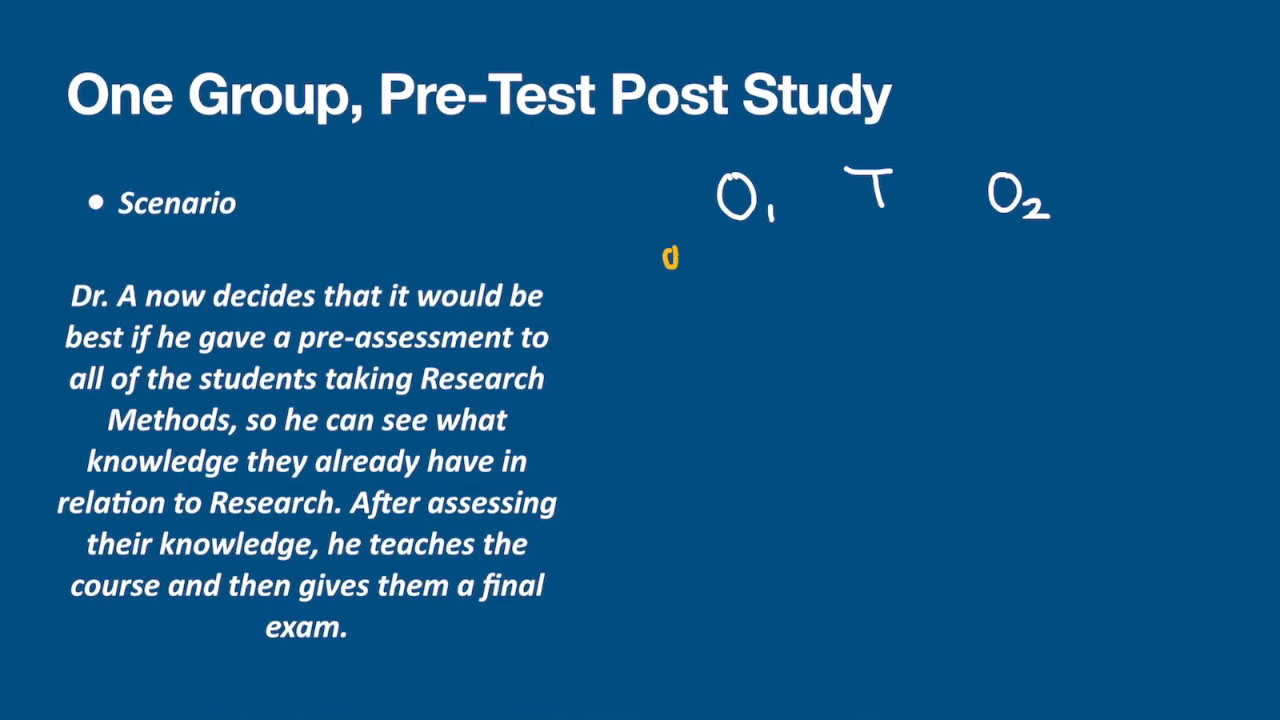 One Group, Pre-Test Post Study
• Scenario
O₁ T O₂
Dr. A now decides that it would be
best if he gave a pre-assessment to
all of the students taking Research
Methods, so he can see what
knowledge they already have in
relation to Research. After assessing
their knowledge, he teaches the
course and then gives them a final
exam.